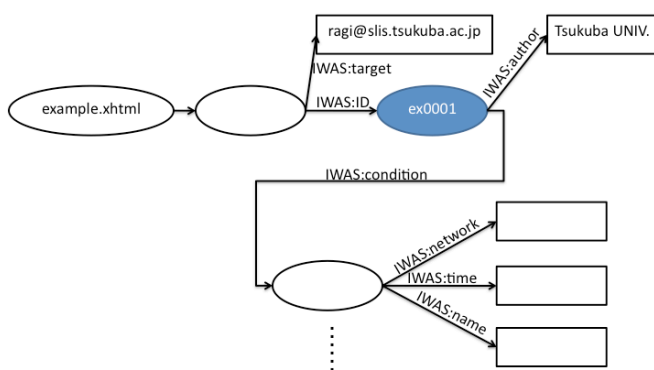 ragi@slis.tsukuba.ac.jp
Tsukuba UNIV.
IWAS:target
IWAS:author
example.xhtml
IWAS:ID
ex0001
IWAS:condition
IWAS:network
IWAS:time
IWAS:name